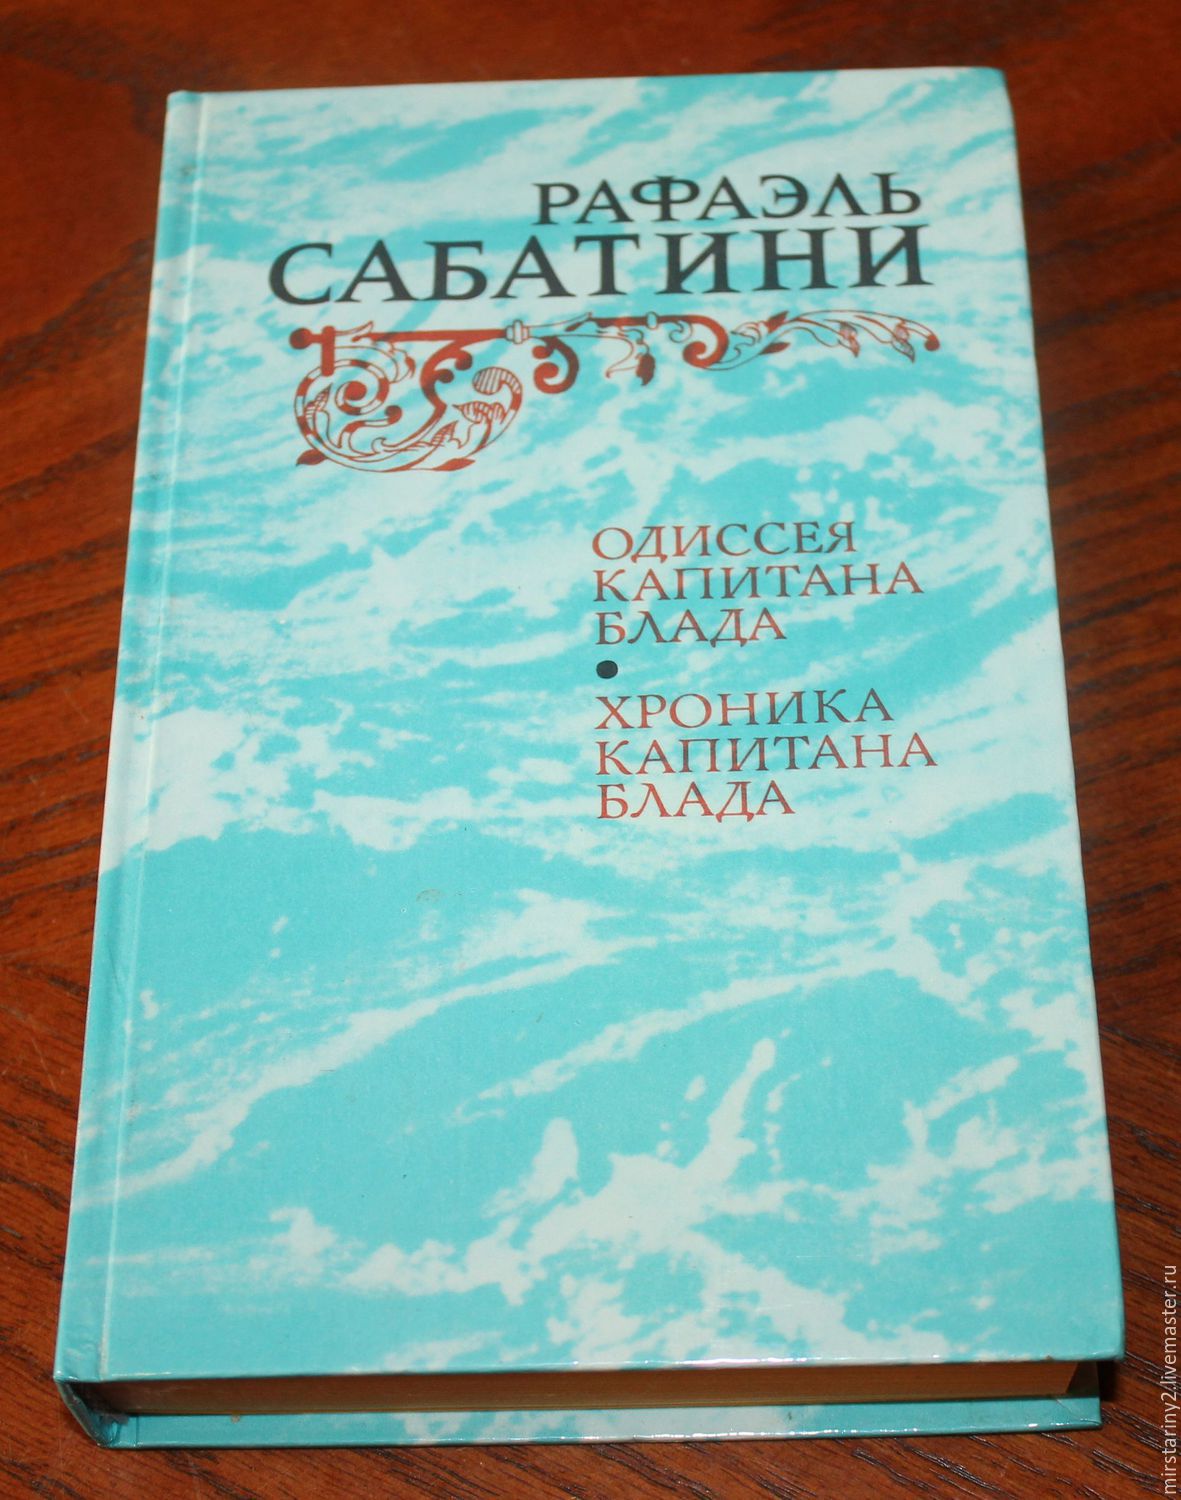 РАФАЭЛЬ
САБАТИНИ
ОДИССЕЯ
КАПИТАНА
БЛАДА
•
ХРОНИКА
КАПИТАНА
БЛАДА
mirstariny2.livemaster.ru